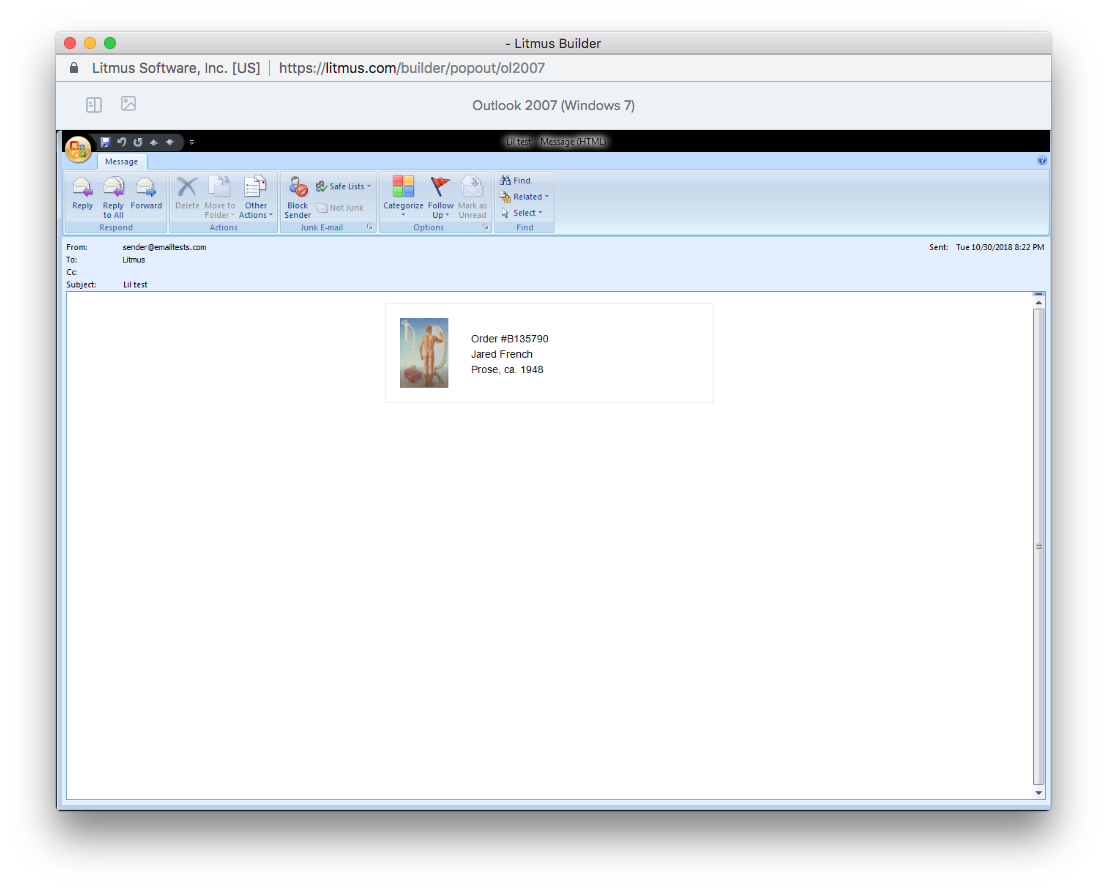 - Litmus Builder
Litmus Software, Inc. [US] https://litmus.com/builder/popout/ol2007
Outlook 2007 (Windows 7)
Lil test - Message (HTML)
Message
Reply
Reply to All
Forward
Respond
Delete
Move to Folder
Other Actions
Actions
Block Sender
Safe Lists
Not Junk
Junk E-mail
Categorize
Follow Up
Mark as Unread
Options
Find
Related
Select
Find
From: sender@emailtests.com
Sent: Tue 10/30/2018 8:22 PM
To: Litmus
Cc:
Subject: Lil test
Order #B135790
Jared French
Prose, ca. 1948